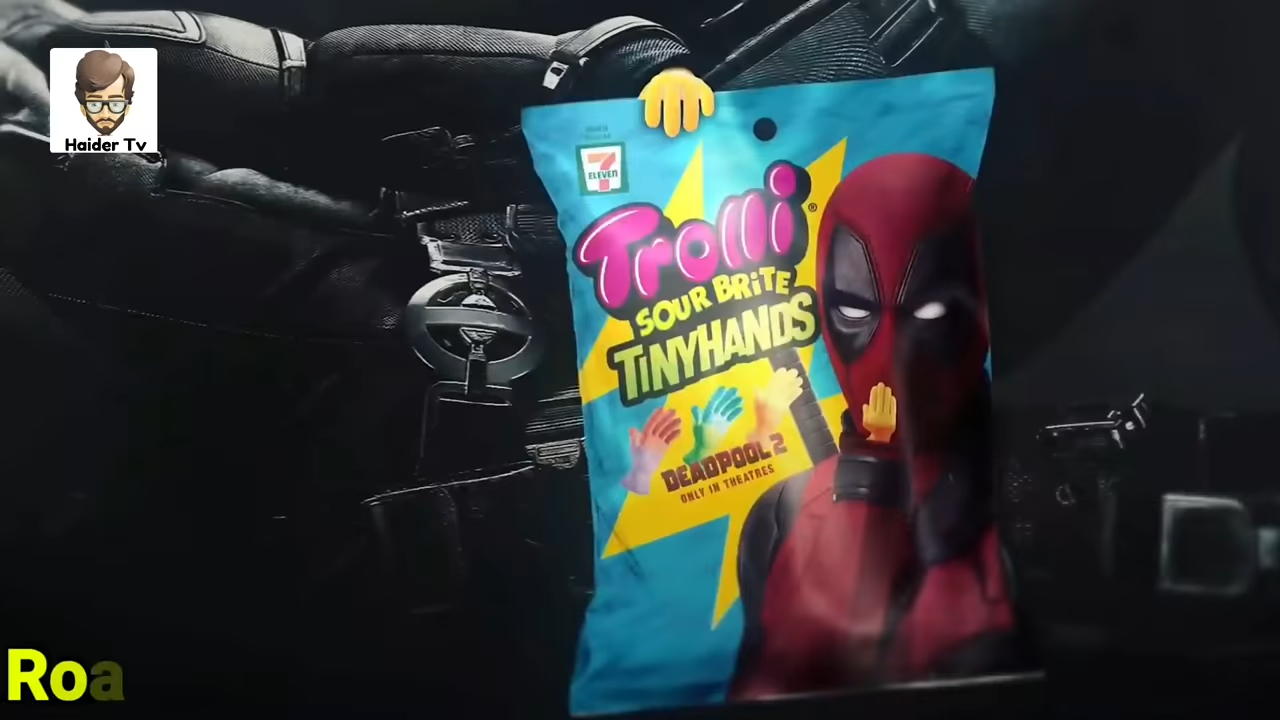 Haider Tv
7
ELEVEN
Trolli®
SOUR BRiTE
TiNYHANDS
DEADPOOL 2
ONLY IN THEATRES
Roa